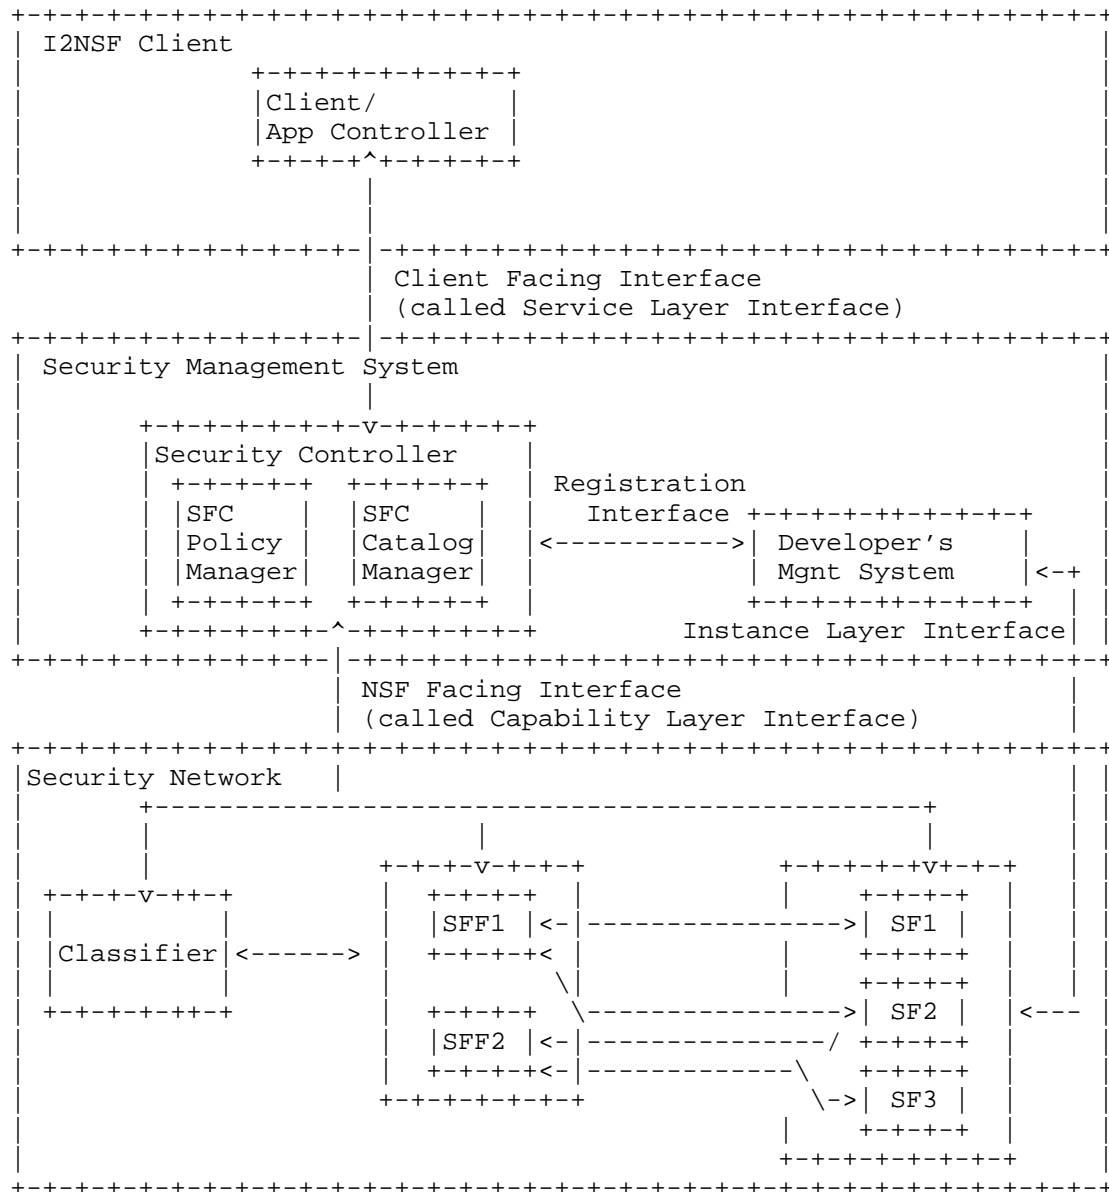 I2NSF Client
Client/
App Controller
Client Facing Interface
(called Service Layer Interface)
Security Management System
Security Controller
Registration
SFC SFC Interface
Policy Catalog Developer's
Manager Manager Mgnt System
Instance Layer Interface
NSF Facing Interface
(called Capability Layer Interface)
Security Network
SFF1 SF1
Classifier
SF2
SFF2
SF3